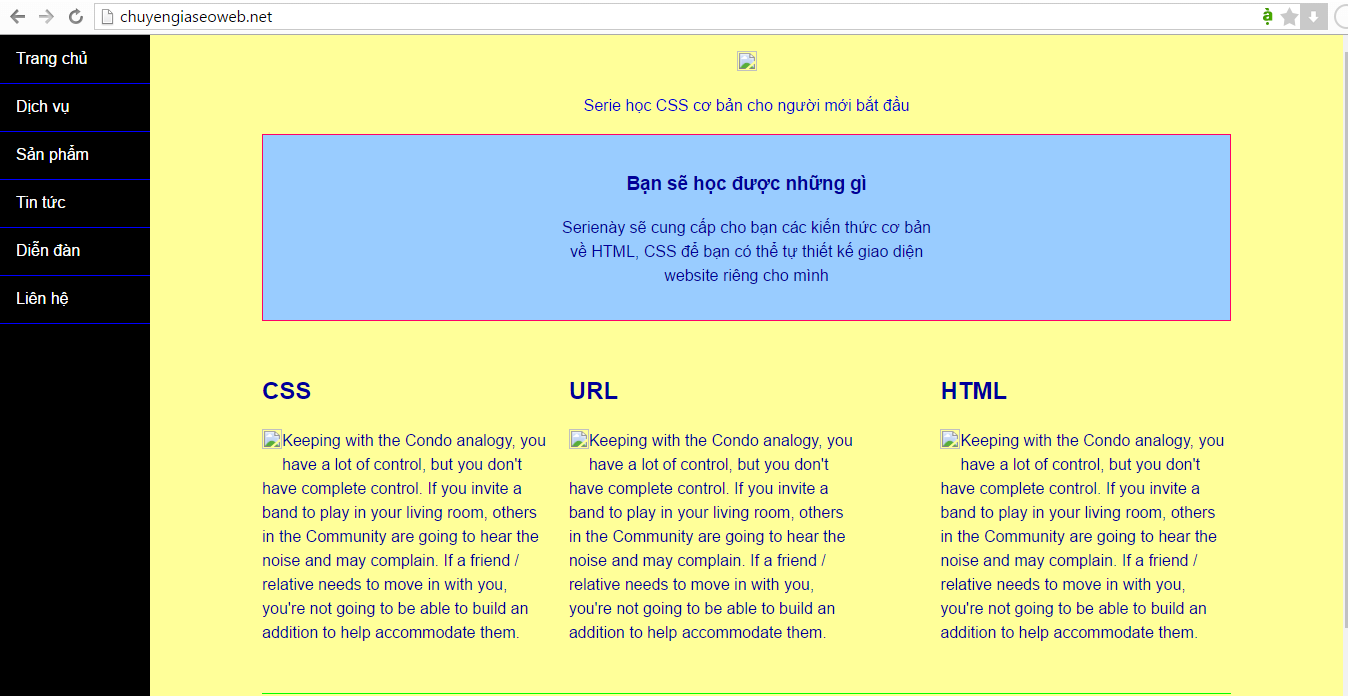 chuyengiaseoweb.net
Trang chủ
Dịch vụ
Sản phẩm
Tin tức
Diễn đàn
Liên hệ
Serie học CSS cơ bản cho người mới bắt đầu
Bạn sẽ học được những gì
Serienày sẽ cung cấp cho bạn các kiến thức cơ bản
về HTML, CSS để bạn có thể tự thiết kế giao diện
website riêng cho mình
CSS
Keeping with the Condo analogy, you
have a lot of control, but you don't
have complete control. If you invite a
band to play in your living room, others
in the Community are going to hear the
noise and may complain. If a friend /
relative needs to move in with you,
you're not going to be able to build an
addition to help accommodate them.
URL
Keeping with the Condo analogy, you
have a lot of control, but you don't
have complete control. If you invite a
band to play in your living room, others
in the Community are going to hear the
noise and may complain. If a friend /
relative needs to move in with you,
you're not going to be able to build an
addition to help accommodate them.
HTML
Keeping with the Condo analogy, you
have a lot of control, but you don't
have complete control. If you invite a
band to play in your living room, others
in the Community are going to hear the
noise and may complain. If a friend /
relative needs to move in with you,
you're not going to be able to build an
addition to help accommodate them.